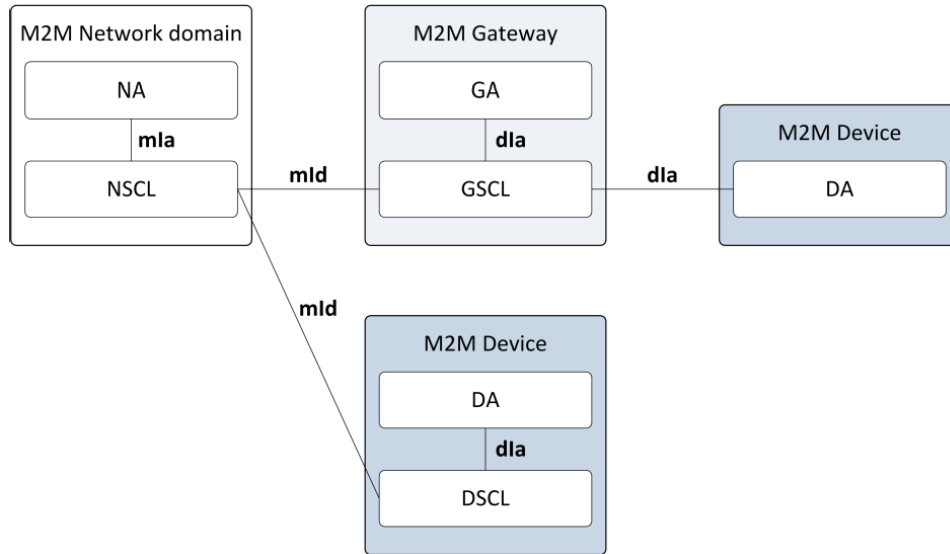 M2M Network domain
NA
mIa
NSCL
mId
M2M Gateway
GA
dIa
GSCL
dIa
M2M Device
DA
mId
M2M Device
DA
dIa
DSCL